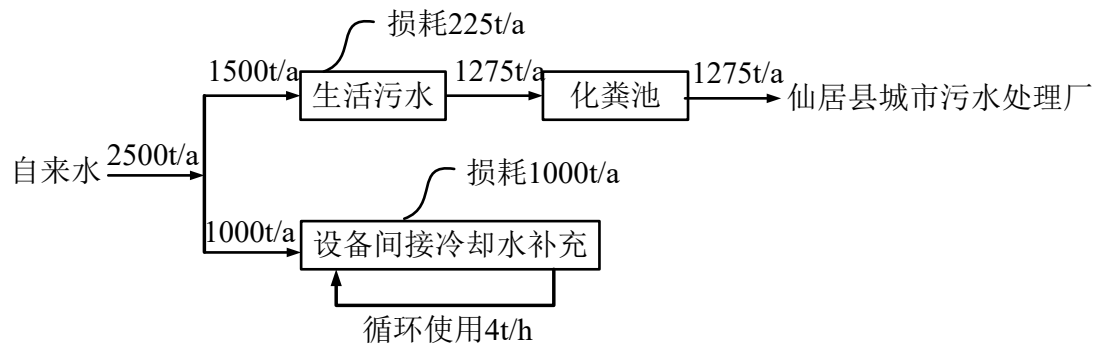 损耗225t/a
1500t/a
生活污水
1275t/a
化粪池
1275t/a
仙居县城市污水处理厂
自来水
2500t/a
损耗1000t/a
1000t/a
设备间接冷却水补充
循环使用4t/h